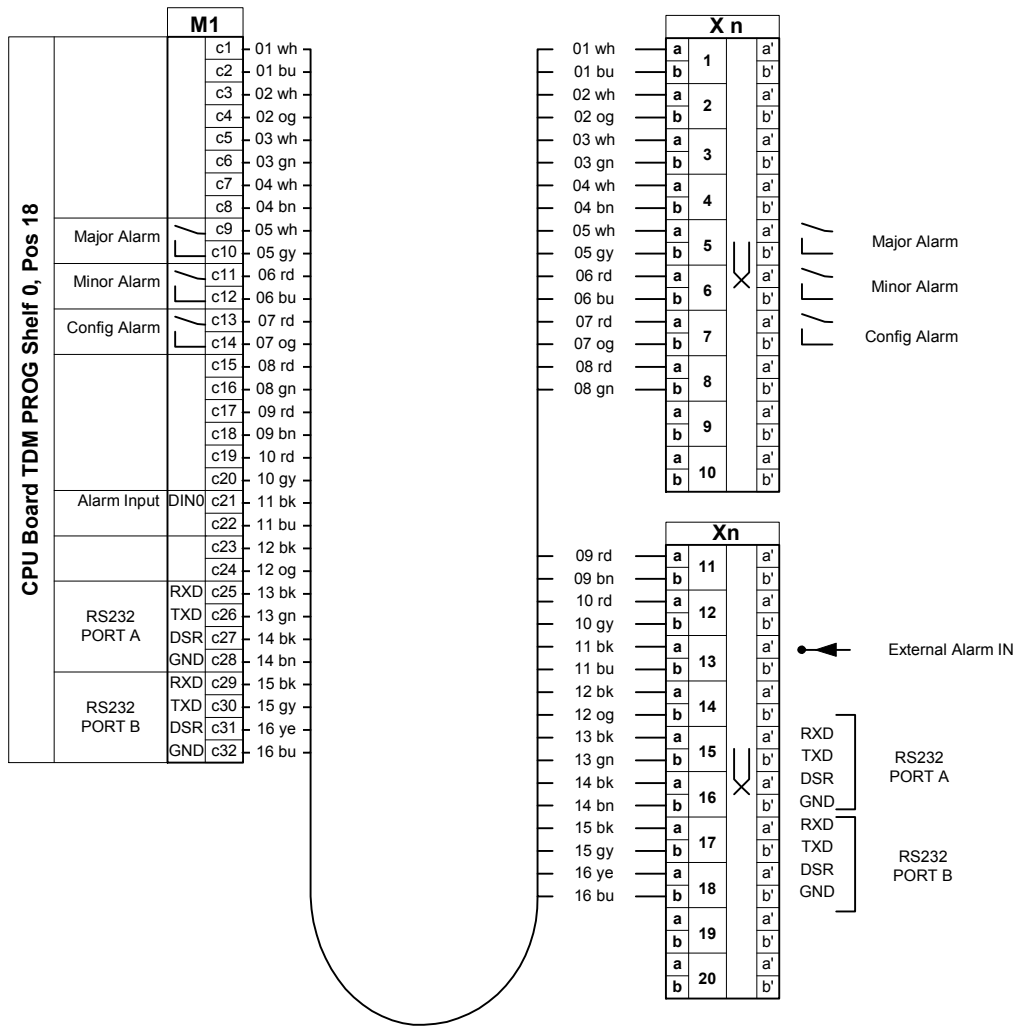 M1
CPU Board TDM PROG Shelf 0, Pos 18
c1 01 wh
c2 01 bu
c3 02 wh
c4 02 og
c5 03 wh
c6 03 gn
c7 04 wh
c8 04 bn
Major Alarm
c9 05 wh
c10 05 gy
Minor Alarm
c11 06 rd
c12 06 bu
Config Alarm
c13 07 rd
c14 07 og
c15 08 rd
c16 08 gn
c17 09 rd
c18 09 bn
c19 10 rd
c20 10 gy
Alarm Input DIN0 c21 11 bk
c22 11 bu
c23 12 bk
c24 12 og
RS232
PORT A
RXD c25 13 bk
TXD c26 13 gn
DSR c27 14 bk
GND c28 14 bn
RS232
PORT B
RXD c29 15 bk
TXD c30 15 gy
DSR c31 16 ye
GND c32 16 bu
X n
01 wh a 1 a'
01 bu b b'
02 wh a 2 a'
02 og b b'
03 wh a 3 a'
03 gn b b'
04 wh a 4 a'
04 bn b b'
05 wh a 5 a'
05 gy b b'
Major Alarm
06 rd a 6 a'
06 bu b b'
Minor Alarm
07 rd a 7 a'
07 og b b'
Config Alarm
08 rd a 8 a'
08 gn b b'
a 9 a'
b b'
a 10 a'
b b'
Xn
09 rd a 11 a'
09 bn b b'
10 rd a 12 a'
10 gy b b'
11 bk a 13 a' External Alarm IN
11 bu b b'
12 bk a 14 a'
12 og b b'
13 bk a 15 a' RXD
13 gn b b' TXD
14 bk a 16 a' DSR
14 bn b b' GND
RS232
PORT A
15 bk a 17 a' RXD
15 gy b b' TXD
16 ye a 18 a' DSR
16 bu b b' GND
RS232
PORT B
a 19 a'
b b'
a 20 a'
b b'